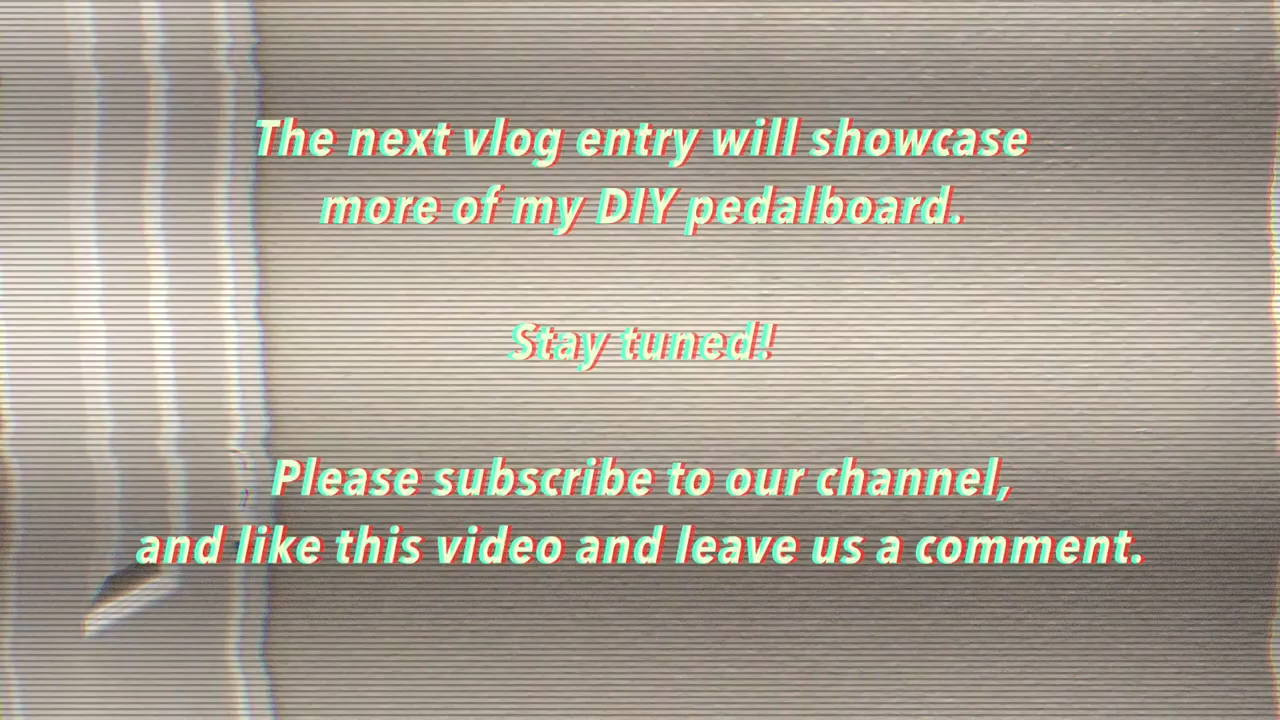 The next vlog entry will showcase
more of my DIY pedalboard.
Stay tuned!
Please subscribe to our channel,
and like this video and leave us a comment.